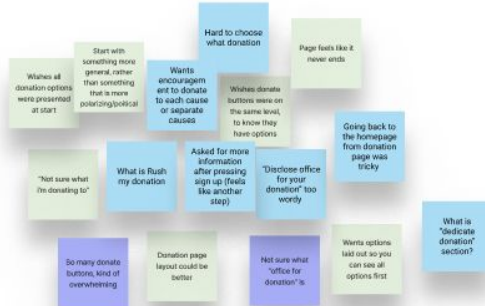 Hard to choose
what donation
Start with
something more
general, rather
than something
that is more
polarizing/political
Page feels like it
never ends
Wishes all
donation options
were presented
at start
Wants
encouragem
ent to donate
to each cause
or separate
causes
Wishes donate
buttons were on
the same level,
to know they
have options
Going back to
the homepage
from donation
page was
tricky
"Not sure what
i'm donating to"
What is Rush
my donation
Asked for more
information
after pressing
sign up (feels
like another
step)
"Disclose office
for your
donation" too
wordy
What is
"dedicate
donation"
section?
So many donate
buttons, kind of
overwhelming
Donation page
layout could be
better
Not sure what
"office for
donation" is
Wants options
laid out so you
can see all
options first